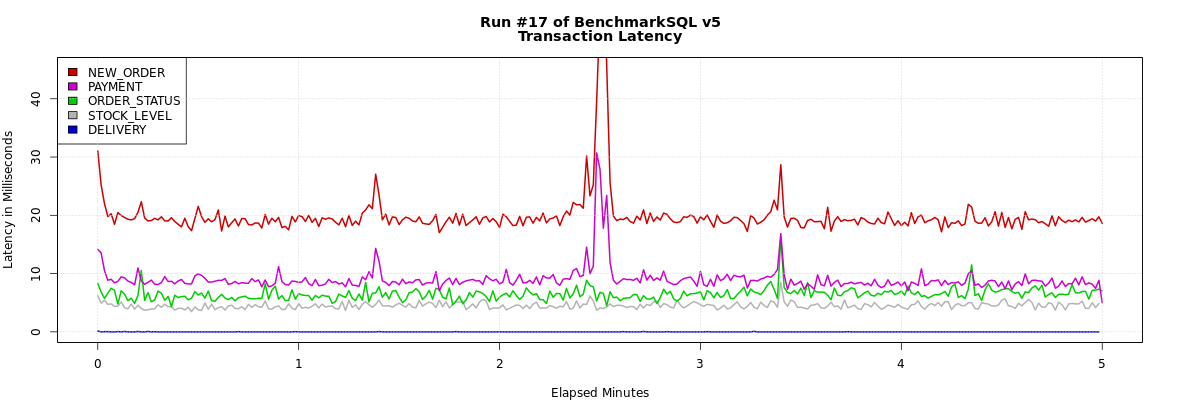 Run #17 of BenchmarkSQL v5
Transaction Latency
NEW_ORDER
PAYMENT
ORDER_STATUS
STOCK_LEVEL
DELIVERY
Latency in Milliseconds
40
30
20
10
0
0 1 2 3 4 5
Elapsed Minutes